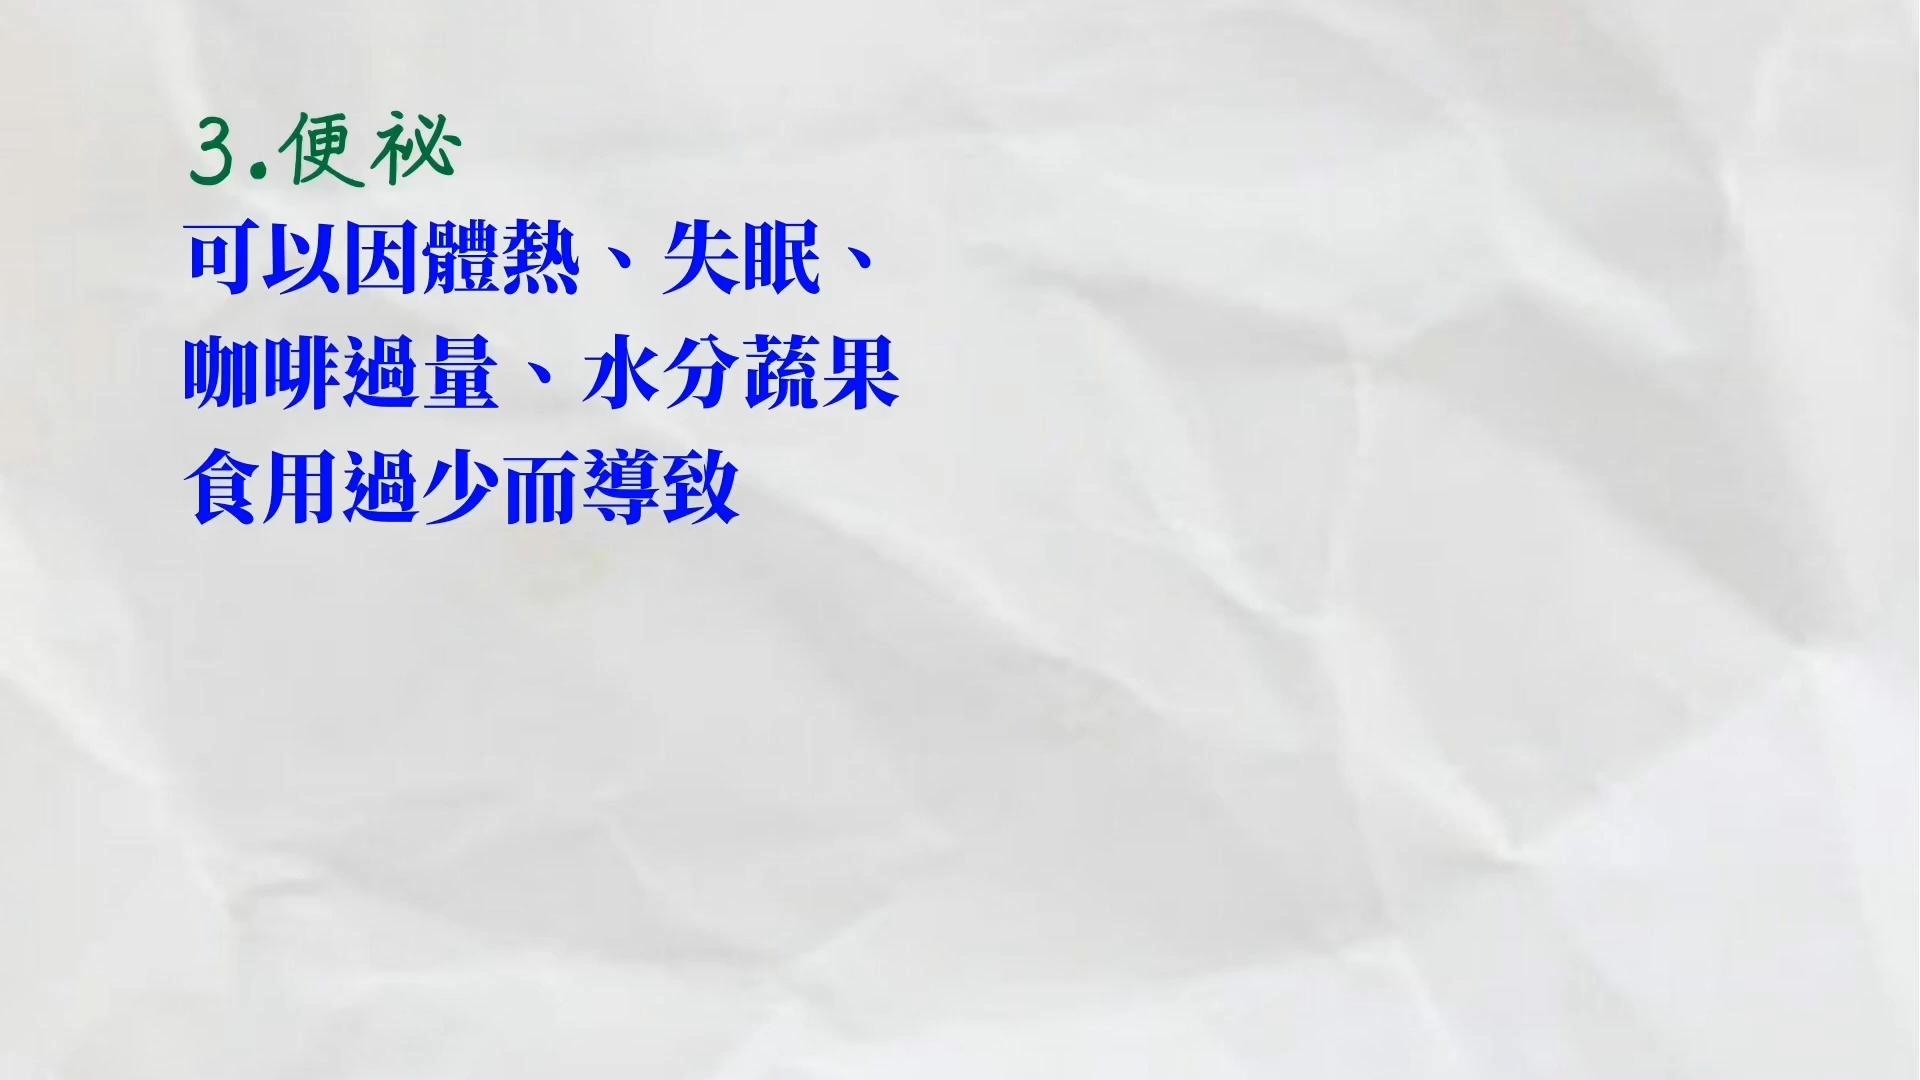 3.便祕
可以因體熱、失眠、
咖啡過量、水分蔬果
食用過少而導致